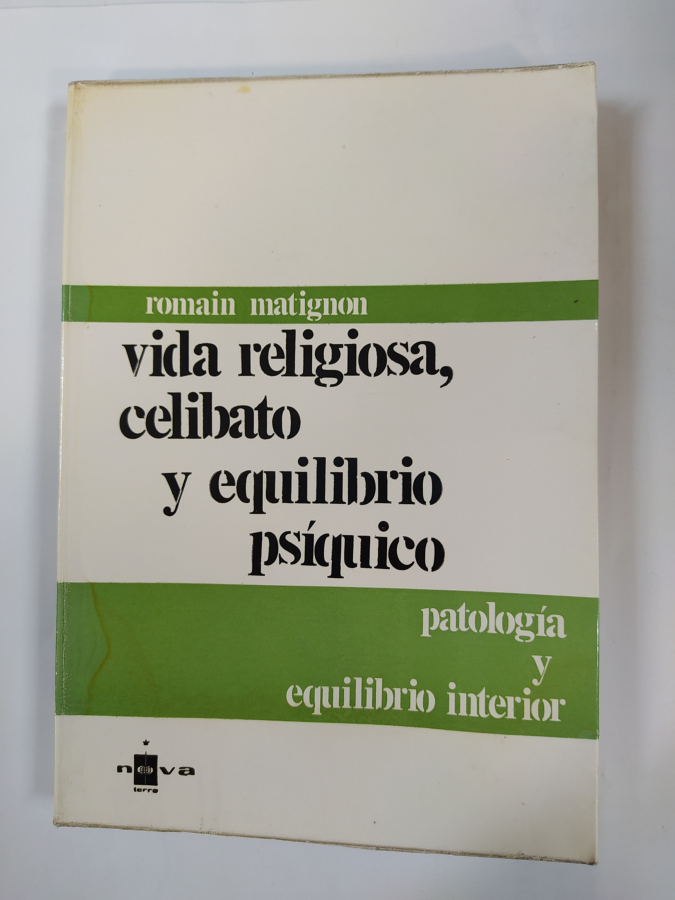 romain matignon
vida religiosa,
celibato
y equilibrio
psíquico
patología
y
equilibrio interior
nova
terra